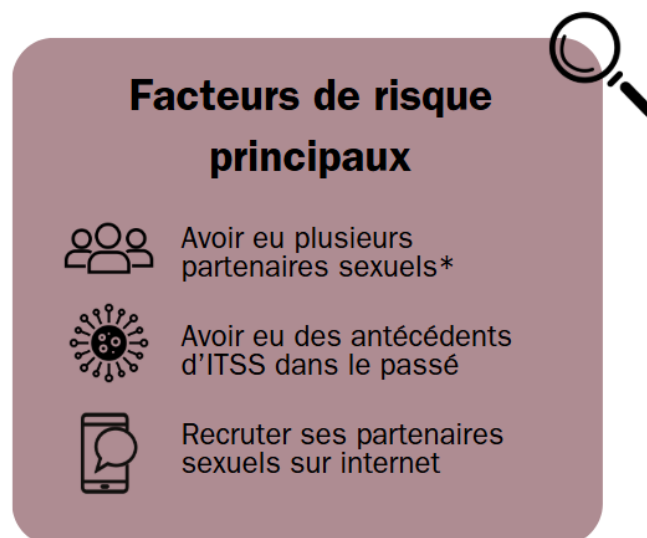 Facteurs de risque
principaux
Avoir eu plusieurs
partenaires sexuels*
Avoir eu des antécédents
d'ITSS dans le passé
Recruter ses partenaires
sexuels sur internet